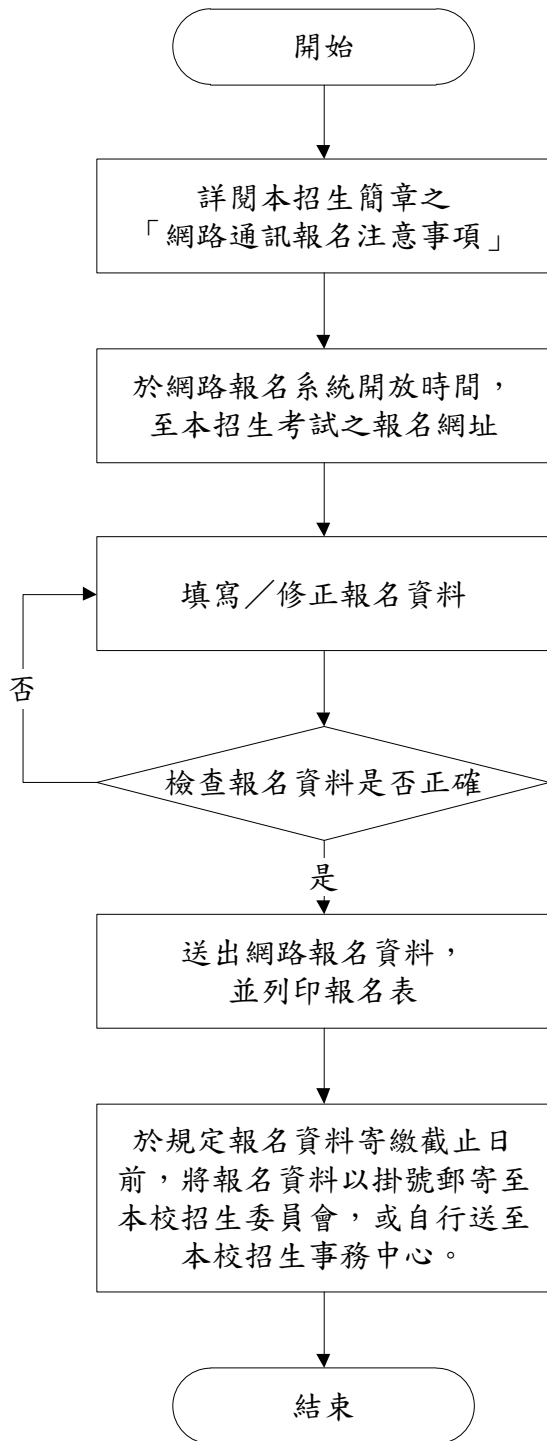 開始
詳閱本招生簡章之
「網路通訊報名注意事項」
於網路報名系統開放時間，
至本招生考試之報名網址
填寫／修正報名資料
否
檢查報名資料是否正確
是
送出網路報名資料，
並列印報名表
於規定報名資料寄繳截止日
前，將報名資料以掛號郵寄至
本校招生委員會，或自行送至
本校招生事務中心。
結束